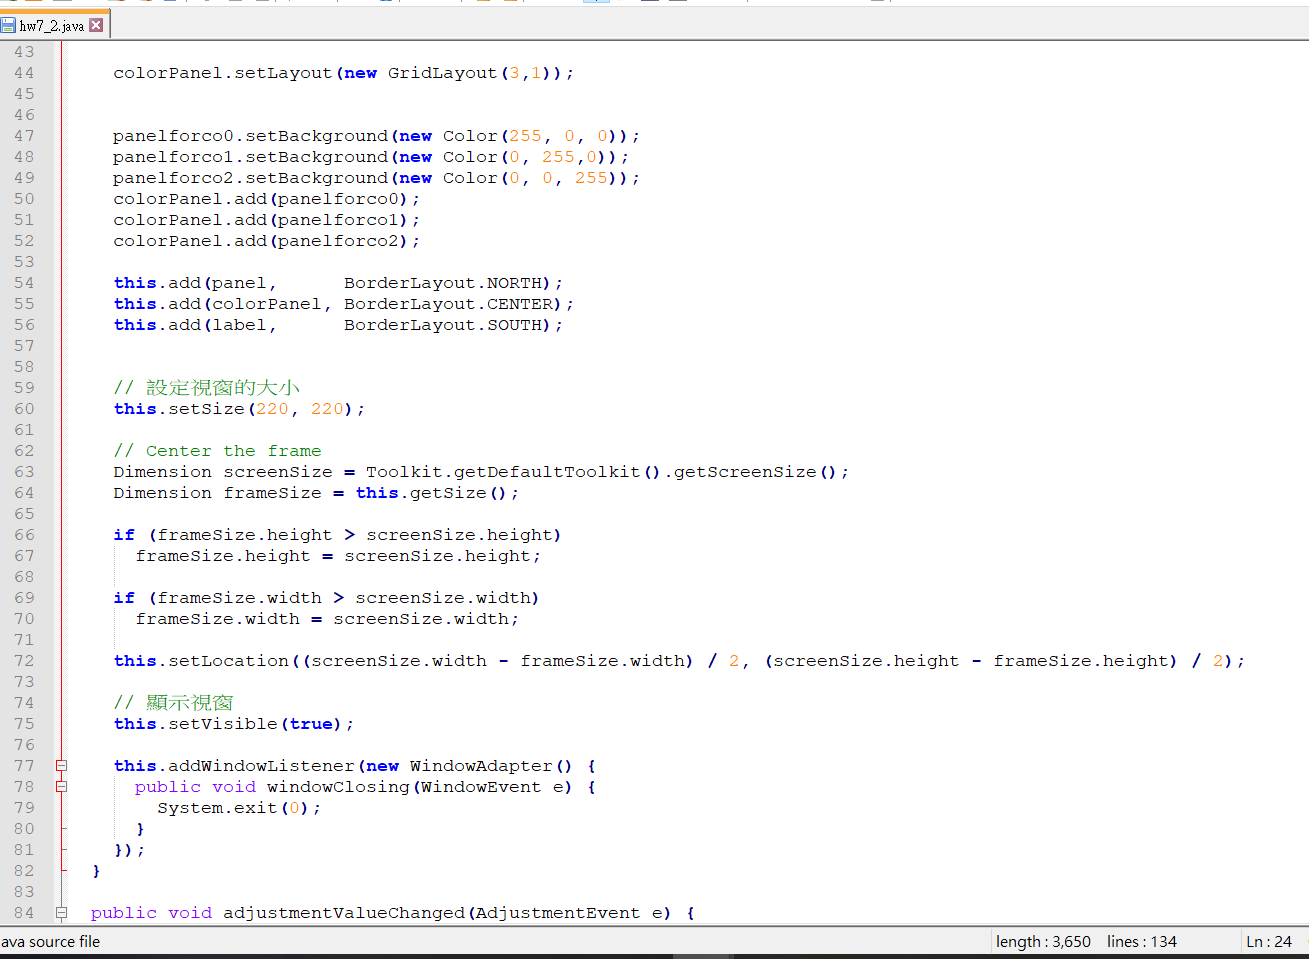 hw7_2.java
43
44 colorPanel.setLayout(new GridLayout(3,1));
45
46
47 panelforco0.setBackground(new Color(255, 0, 0));
48 panelforco1.setBackground(new Color(0, 255,0));
49 panelforco2.setBackground(new Color(0, 0, 255));
50 colorPanel.add(panelforco0);
51 colorPanel.add(panelforco1);
52 colorPanel.add(panelforco2);
53
54 this.add(panel,      BorderLayout.NORTH);
55 this.add(colorPanel, BorderLayout.CENTER);
56 this.add(label,      BorderLayout.SOUTH);
57
58
59 // 設定視窗的大小
60 this.setSize(220, 220);
61
62 // Center the frame
63 Dimension screenSize = Toolkit.getDefaultToolkit().getScreenSize();
64 Dimension frameSize = this.getSize();
65
66 if (frameSize.height > screenSize.height)
67   frameSize.height = screenSize.height;
68
69 if (frameSize.width > screenSize.width)
70   frameSize.width = screenSize.width;
71
72 this.setLocation((screenSize.width - frameSize.width) / 2, (screenSize.height - frameSize.height) / 2);
73
74 // 顯示視窗
75 this.setVisible(true);
76
77 this.addWindowListener(new WindowAdapter() {
78   public void windowClosing(WindowEvent e) {
79     System.exit(0);
80   }
81 });
82 }
83
84 public void adjustmentValueChanged(AdjustmentEvent e) {
ava source file length : 3,650 lines : 134 Ln : 24